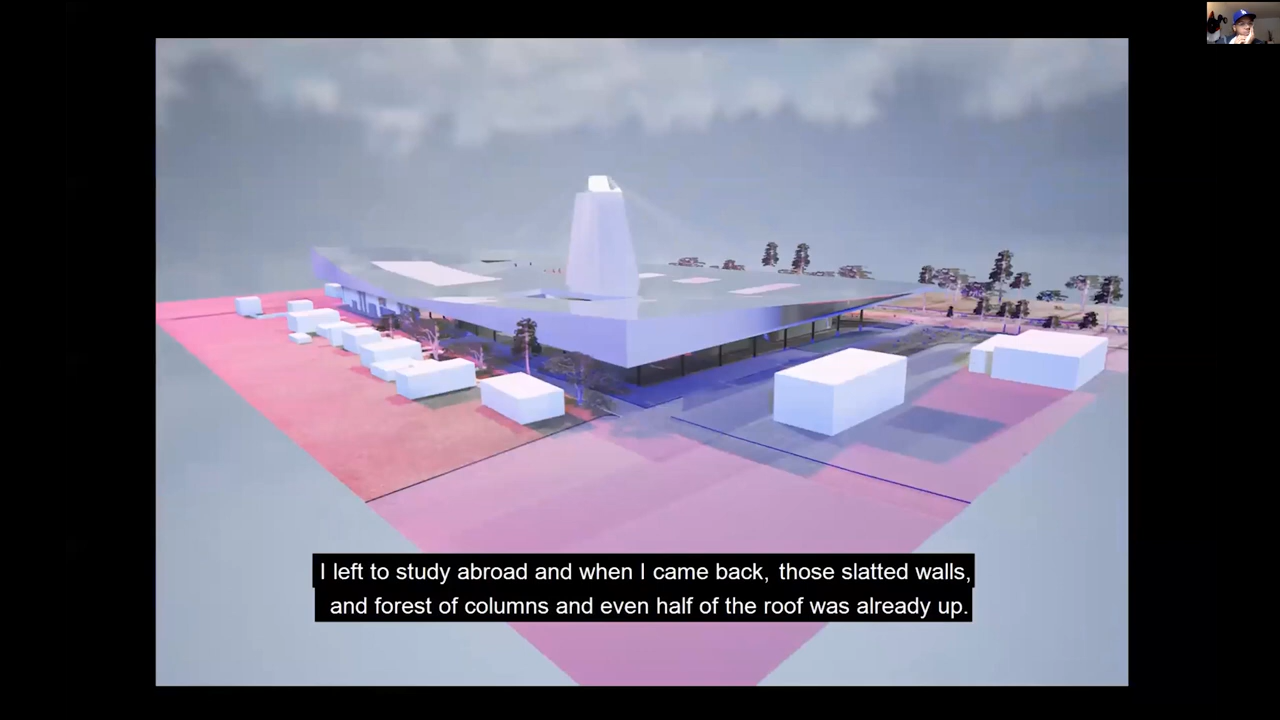 I left to study abroad and when I came back, those slatted walls,
and forest of columns and even half of the roof was already up.